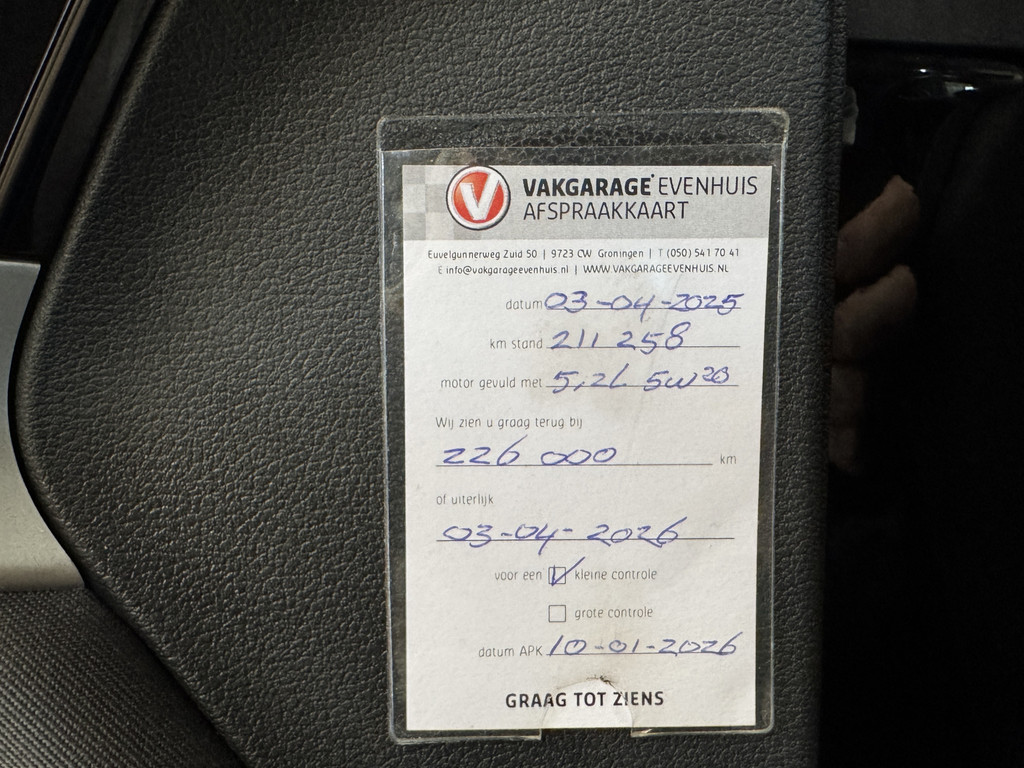 V VAKGARAGE EVENHUIS
AFSPRAAKKAART
Euvelgunnerweg Zuid 50 | 9723 CW Groningen | T (050) 541 70 41
E info@vakgarageevenhuis.nl | WWW.VAKGARAGEEVENHUIS.NL
datum 03-04-2025
km stand 211 258
motor gevuld met 5,2L 5W
Wij zien u graag terug bij
226 000 km
of uiterlijk
03-04-2026
voor een kleine controle
grote controle
datum APK 10-01-2026
GRAAG TOT ZIENS